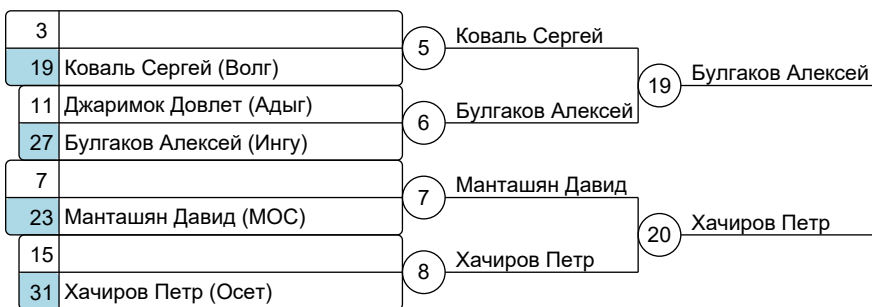 3
19 Коваль Сергей (Волг)
5 Коваль Сергей
11 Джаримок Довлет (Адыг)
27 Булгаков Алексей (Ингу)
6 Булгаков Алексей
19 Булгаков Алексей
7
23 Манташян Давид (МОС)
7 Манташян Давид
15
31 Хачиров Петр (Осет)
8 Хачиров Петр
20 Хачиров Петр